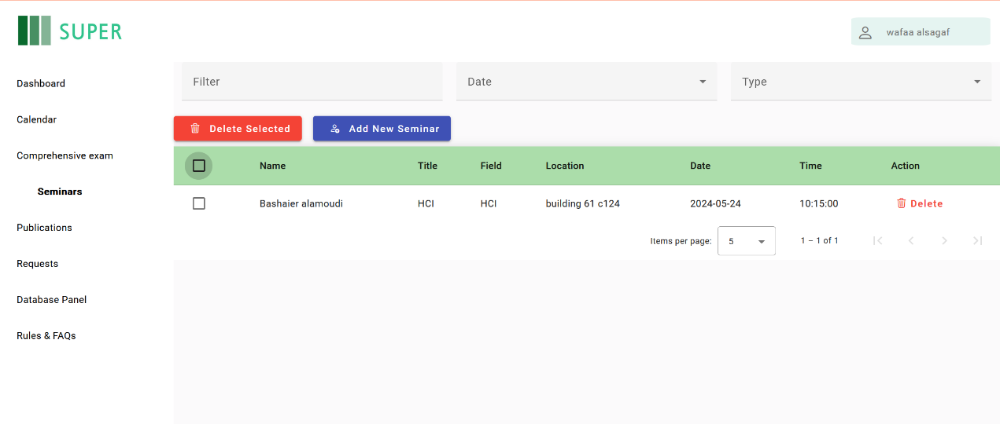 SUPER
wafaa alsagaf
Dashboard
Calendar
Comprehensive exam
Seminars
Publications
Requests
Database Panel
Rules & FAQs
Filter
Date
Type
Delete Selected
Add New Seminar
Name Title Field Location Date Time Action
Bashaier alamoudi HCI HCI building 61 c124 2024-05-24 10:15:00 Delete
Items per page: 5 1 – 1 of 1